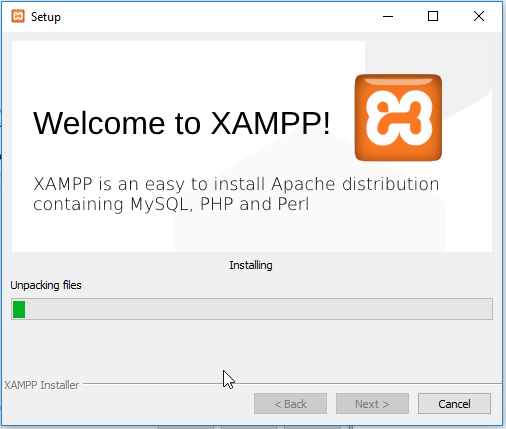 Setup
Welcome to XAMPP!
XAMPP is an easy to install Apache distribution
containing MySQL, PHP and Perl
Installing
Unpacking files
XAMPP Installer
< Back
Next >
Cancel